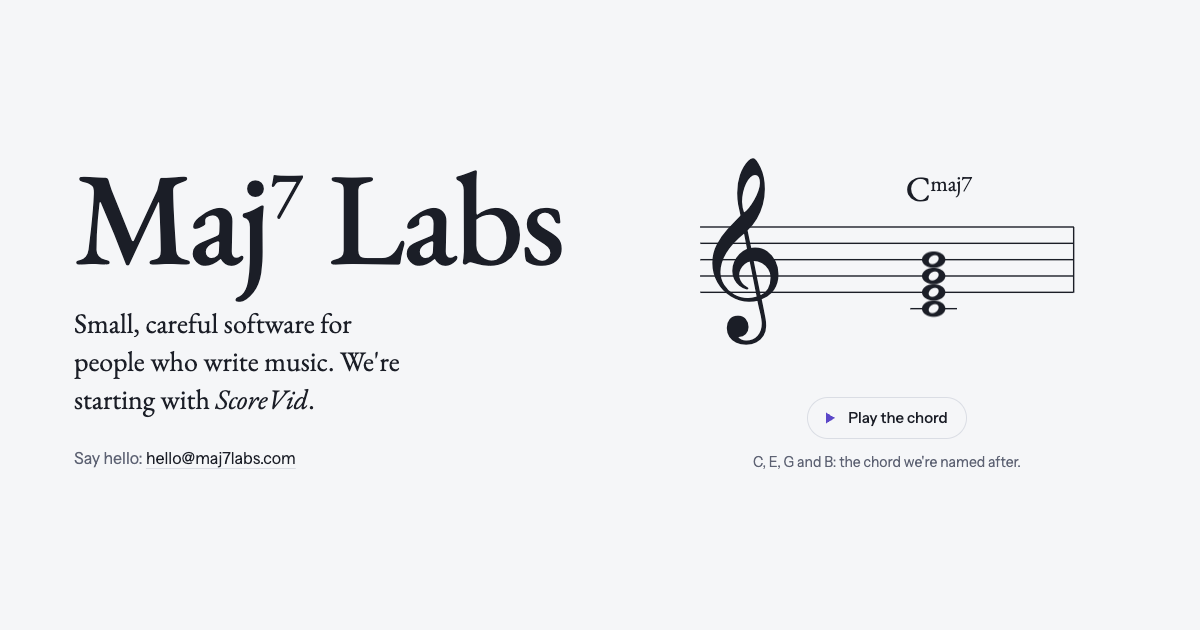 Maj7 Labs
Small, careful software for
people who write music. We're
starting with ScoreVid.
Say hello: hello@maj7labs.com
Cmaj7
Play the chord
C, E, G and B: the chord we're named after.